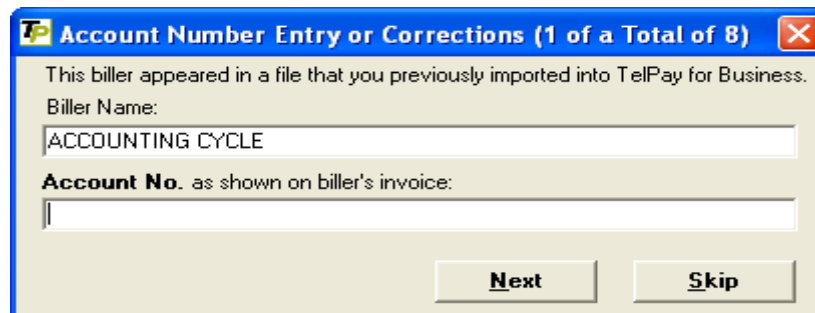 TP Account Number Entry or Corrections (1 of a Total of 8)
This biller appeared in a file that you previously imported into TelPay for Business.
Biller Name:
ACCOUNTING CYCLE
Account No. as shown on biller's invoice:
Next Skip